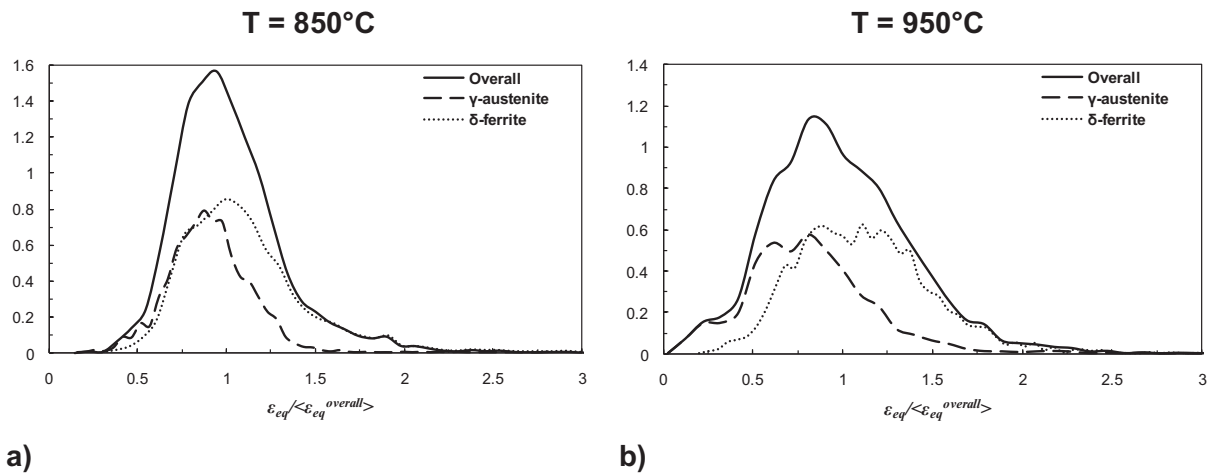 T = 850°C
1.6
1.4
1.2
1
0.8
0.6
0.4
0.2
0
0
0.5
1
1.5
2
2.5
3
Overall
γ-austenite
δ-ferrite
ε_eq/<ε_eq^overall>
a)
T = 950°C
1.4
1.2
1
0.8
0.6
0.4
0.2
0
0
0.5
1
1.5
2
2.5
3
Overall
γ-austenite
δ-ferrite
ε_eq/<ε_eq^overall>
b)